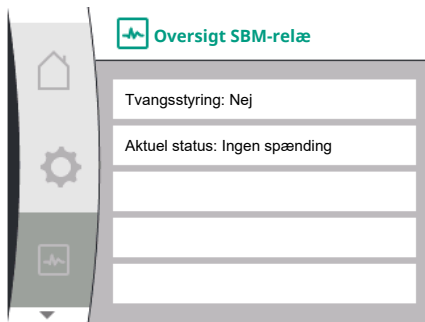 Oversigt SBM-relæ
Tvangsstyring: Nej
Aktuel status: Ingen spænding